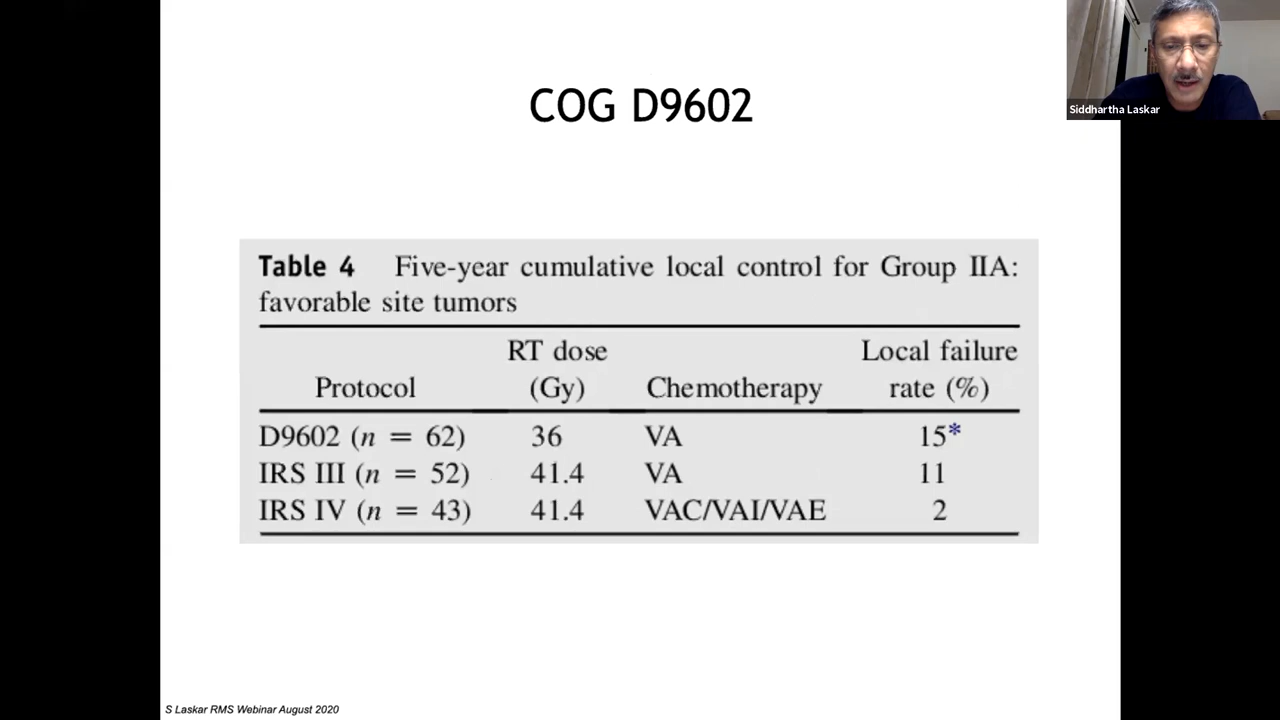 Siddhartha Laskar
COG D9602
Table 4 Five-year cumulative local control for Group IIA:
favorable site tumors
RT dose Local failure
Protocol (Gy) Chemotherapy rate (%)
D9602 (n = 62) 36 VA 15*
IRS III (n = 52) 41.4 VA 11
IRS IV (n = 43) 41.4 VAC/VAI/VAE 2
S Laskar RMS Webinar August 2020